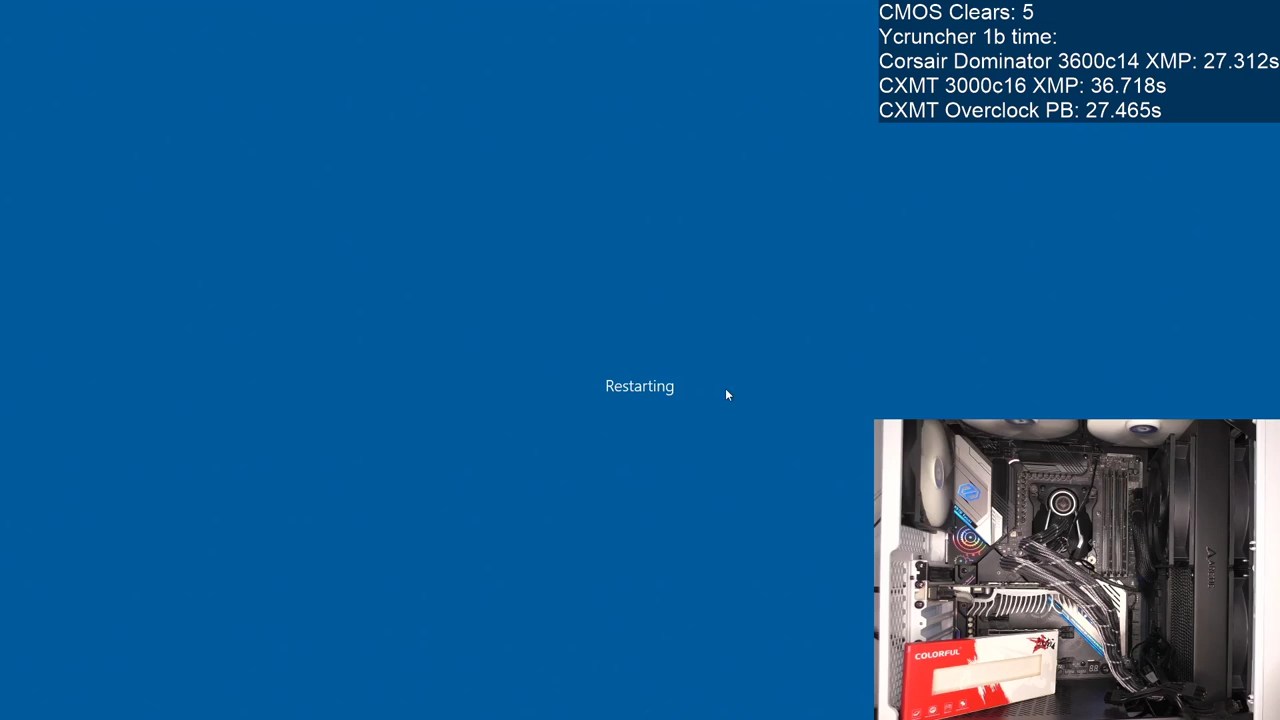 CMOS Clears: 5
Ycruncher 1b time:
Corsair Dominator 3600c14 XMP: 27.312s
CXMT 3000c16 XMP: 36.718s
CXMT Overclock PB: 27.465s
Restarting
COLORFUL